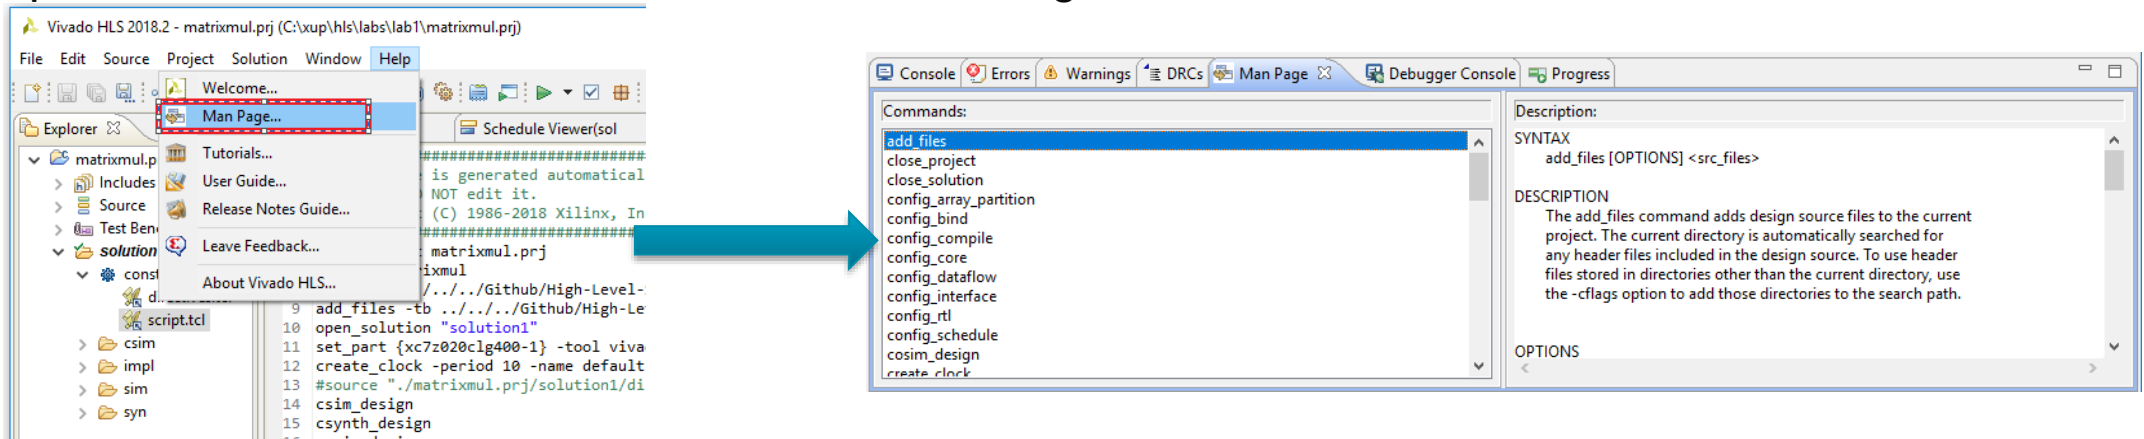 Vivado HLS 2018.2 - matrixmul.prj (C:\xup\hls\labs\lab1\matrixmul.prj)
File Edit Source Project Solution Window Help
Welcome...
Man Page...
Tutorials...
User Guide...
Release Notes Guide...
Leave Feedback...
About Vivado HLS...
Explorer
matrixmul.p
Includes
Source
Test Ben
solution
const
script.tcl
csim
impl
sim
syn
Schedule Viewer(sol
##########################
is generated automatical
NOT edit it.
(C) 1986-2018 Xilinx, In
##########################
matrixmul.prj
ixmul
/../../Github/High-Level-
9 add_files -tb ../../../Github/High-Le
10 open_solution "solution1"
11 set_part {xc7z020clg400-1} -tool viva
12 create_clock -period 10 -name default
13 #source "./matrixmul.prj/solution1/di
14 csim_design
15 csynth_design
Console Errors Warnings DRCs Man Page Debugger Console Progress
Commands:
add_files
close_project
close_solution
config_array_partition
config_bind
config_compile
config_core
config_dataflow
config_interface
config_rtl
config_schedule
cosim_design
create_clock
Description:
SYNTAX
add_files [OPTIONS] <src_files>
DESCRIPTION
The add_files command adds design source files to the current
project. The current directory is automatically searched for
any header files included in the design source. To use header
files stored in directories other than the current directory, use
the -cflags option to add those directories to the search path.
OPTIONS